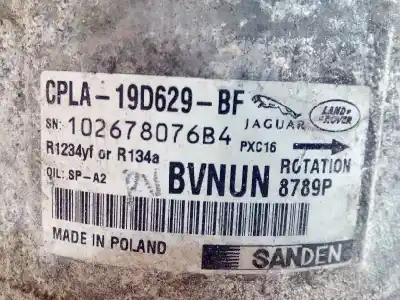 CPLA-19D629-BF
JAGUAR
LAND-ROVER
SN: 102678076B4
PXC16
R1234yf or R134a
ROTATION
OIL: SP-A2
BVNUN
8789P
MADE IN POLAND
SANDEN